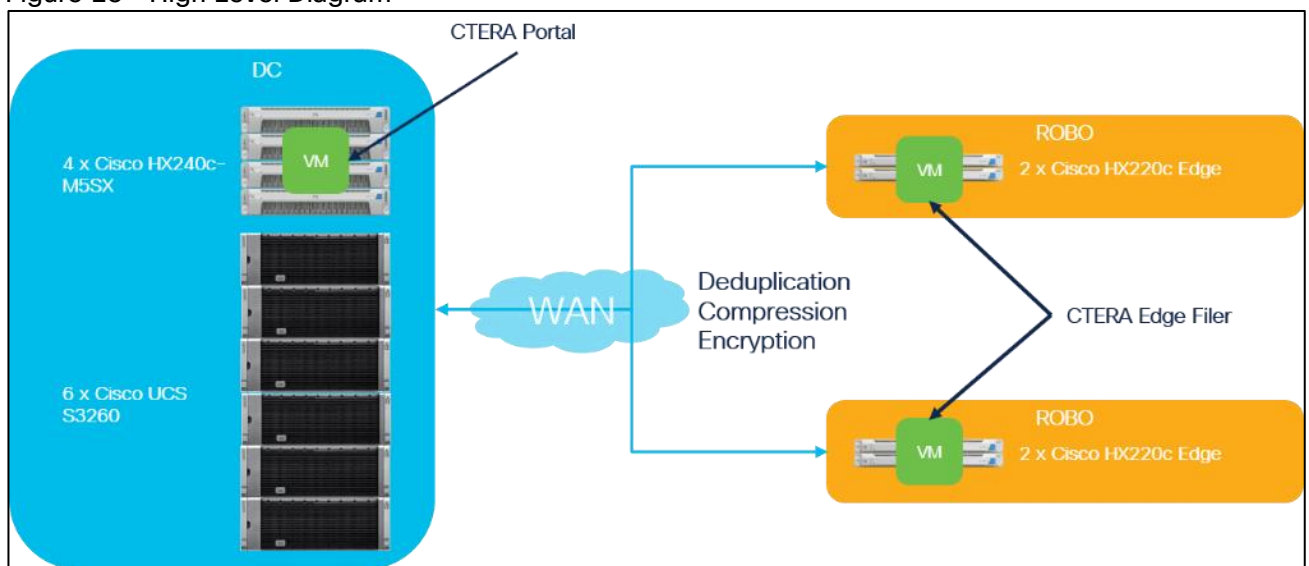 Figure 28 High Level Diagram
CTERA Portal
DC
4 x Cisco HX240c-
M5SX
VM
6 x Cisco UCS
S3260
WAN
Deduplication
Compression
Encryption
ROBO
2 x Cisco HX220c Edge
VM
CTERA Edge Filer
ROBO
2 x Cisco HX220c Edge
VM